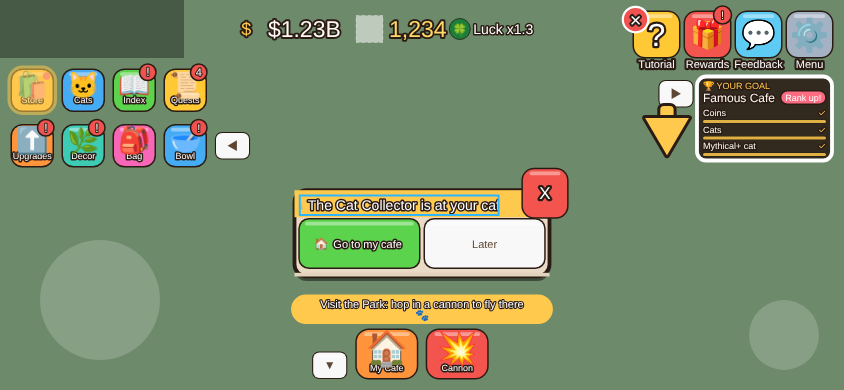 $ $1.23B 1,234 Luck x1.3
?
Tutorial
!
Rewards
Feedback
Menu
Store
Cats
!
Index
4
Quests
!
Upgrades
!
Decor
Bag
!
Bowl
YOUR GOAL
Famous Cafe Rank up!
Coins
Cats
Mythical+ cat
X
The Cat Collector is at your
Go to my cafe
Later
Visit the Park: hop in a cannon to fly there
My Cafe
Cannon